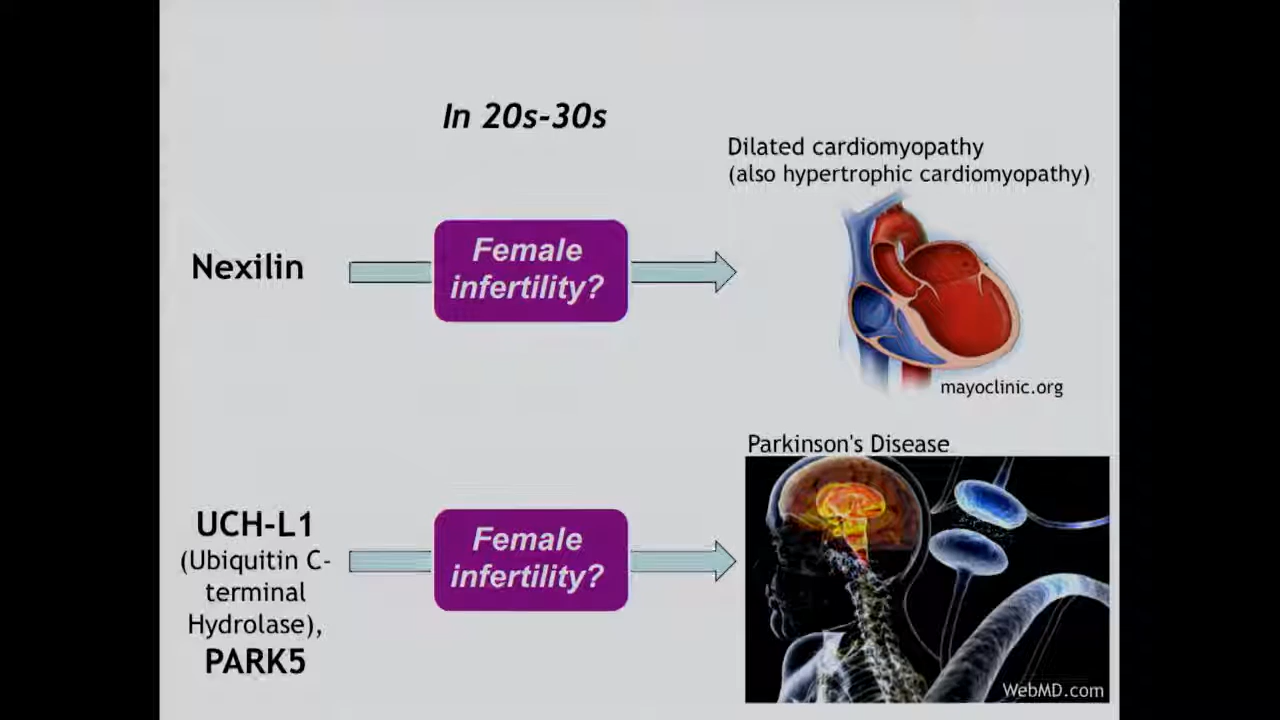 In 20s-30s
Dilated cardiomyopathy
(also hypertrophic cardiomyopathy)
Nexilin
Female
infertility?
mayoclinic.org
Parkinson's Disease
UCH-L1
(Ubiquitin C-
terminal
Hydrolase),
PARK5
Female
infertility?
WebMD.com